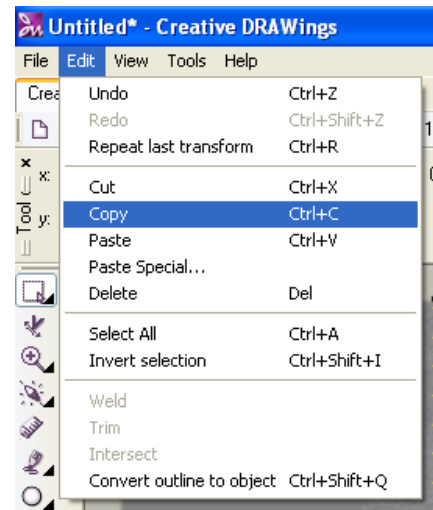 Untitled* - Creative DRAWings
File Edit View Tools Help
Crea
Undo Ctrl+Z
Redo Ctrl+Shift+Z
Repeat last transform Ctrl+R
x:
y:
Tool
Cut Ctrl+X
Copy Ctrl+C
Paste Ctrl+V
Paste Special...
Delete Del
Select All Ctrl+A
Invert selection Ctrl+Shift+I
Weld
Trim
Intersect
Convert outline to object Ctrl+Shift+Q